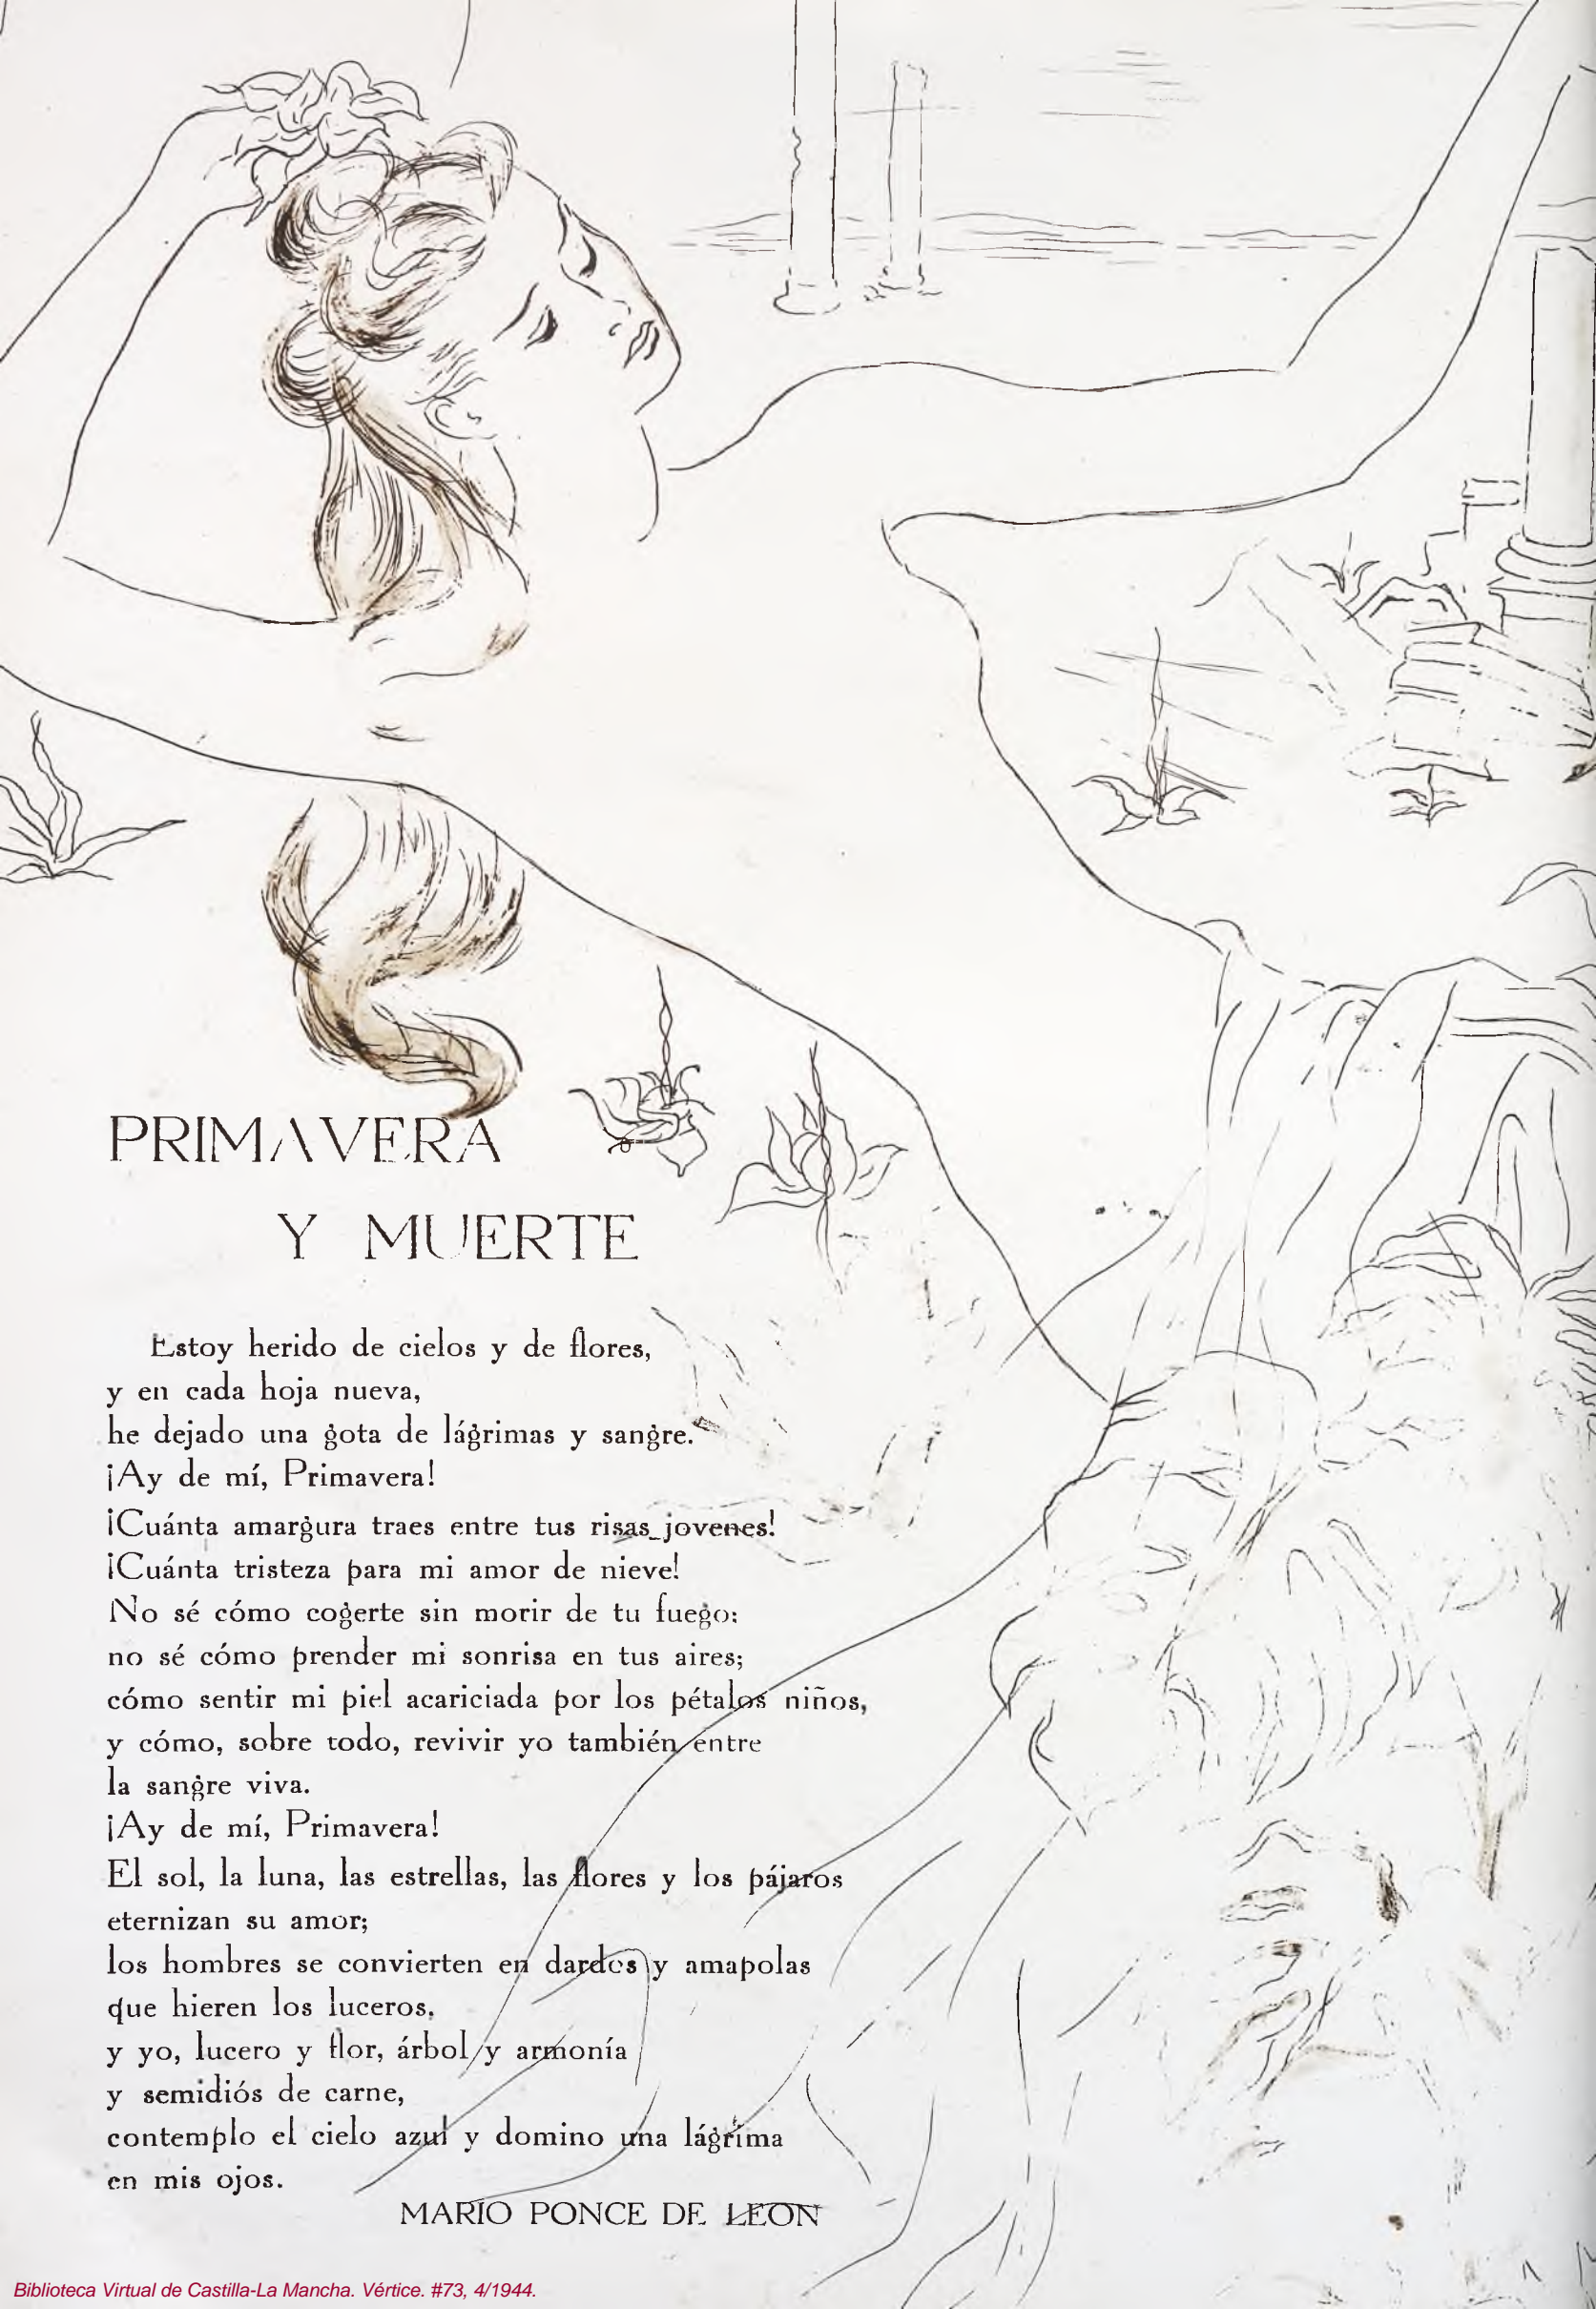 PRIMAVERA
Y MUERTE
Estoy herido de cielos y de flores,
y en cada hoja nueva,
he dejado una gota de lágrimas y sangre.
¡Ay de mí, Primavera!
¡Cuánta amargura traes entre tus risas jovenes!
¡Cuánta tristeza para mi amor de nieve!
No sé cómo cogerte sin morir de tu fuego:
no sé cómo prender mi sonrisa en tus aires;
cómo sentir mi piel acariciada por los pétalos niños,
y cómo, sobre todo, revivir yo también entre
la sangre viva.
¡Ay de mí, Primavera!
El sol, la luna, las estrellas, las flores y los pájaros
eternizan su amor;
los hombres se convierten en dardos y amapolas
que hieren los luceros,
y yo, lucero y flor, árbol y armonía
y semidiós de carne,
contemplo el cielo azul y domino una lágrima
en mis ojos.
MARIO PONCE DE LEON
Biblioteca Virtual de Castilla-La Mancha. Vértice. #73, 4/1944.